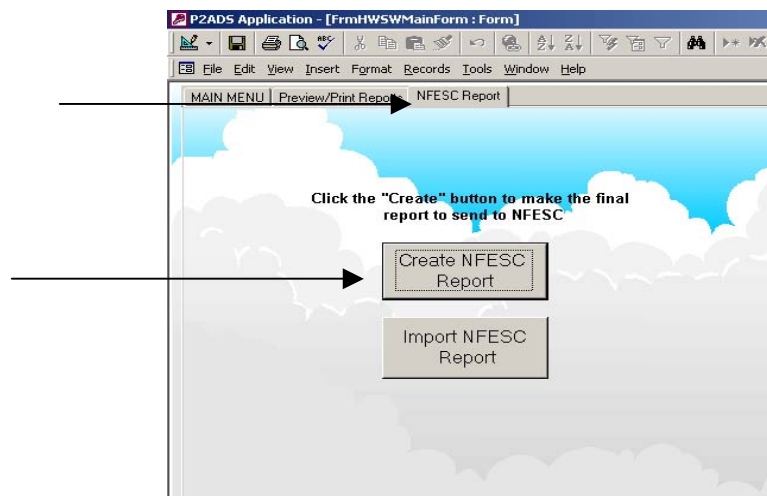 P2ADS Application - [FrmHWSWMainForm : Form]
File Edit View Insert Format Records Tools Window Help
MAIN MENU Preview/Print Reports NFESC Report
Click the "Create" button to make the final
report to send to NFESC
Create NFESC
Report
Import NFESC
Report